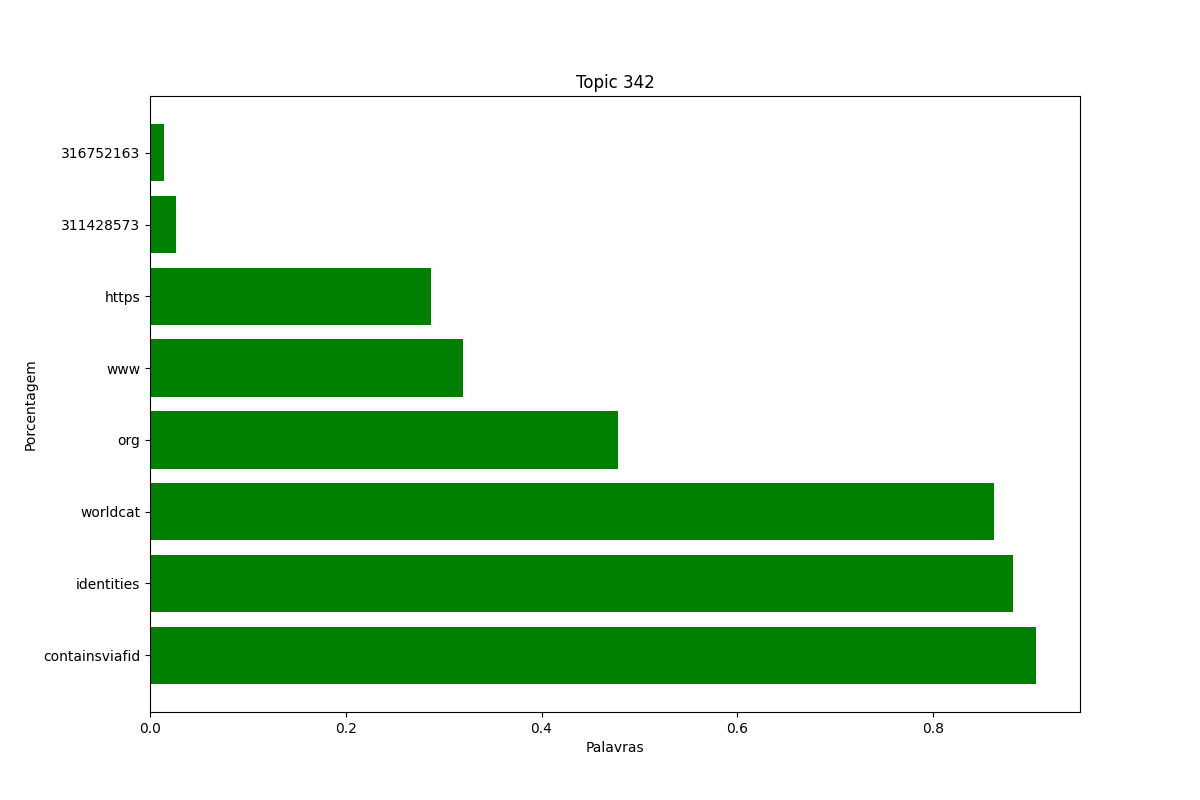 Topic 342
316752163
311428573
https
www
org
worldcat
identities
containsviafid
Porcentagem
0.0 0.2 0.4 0.6 0.8
Palavras